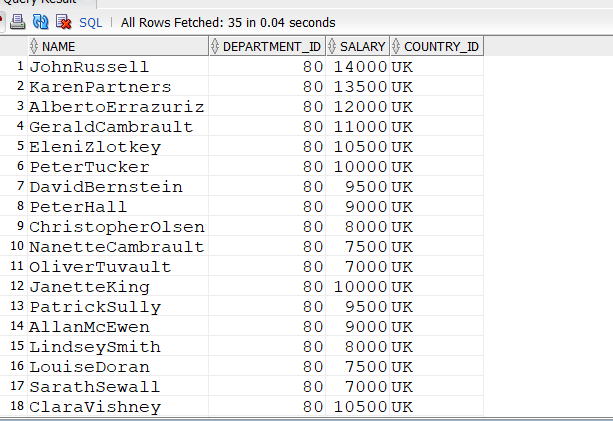 Query Result
SQL | All Rows Fetched: 35 in 0.04 seconds
NAME DEPARTMENT_ID SALARY COUNTRY_ID
1 JohnRussell 80 14000 UK
2 KarenPartners 80 13500 UK
3 AlbertoErrazuriz 80 12000 UK
4 GeraldCambrault 80 11000 UK
5 EleniZlotkey 80 10500 UK
6 PeterTucker 80 10000 UK
7 DavidBernstein 80 9500 UK
8 PeterHall 80 9000 UK
9 ChristopherOlsen 80 8000 UK
10 NanetteCambrault 80 7500 UK
11 OliverTuvault 80 7000 UK
12 JanetteKing 80 10000 UK
13 PatrickSully 80 9500 UK
14 AllanMcEwen 80 9000 UK
15 LindseySmith 80 8000 UK
16 LouiseDoran 80 7500 UK
17 SarathSewall 80 7000 UK
18 ClaraVishney 80 10500 UK